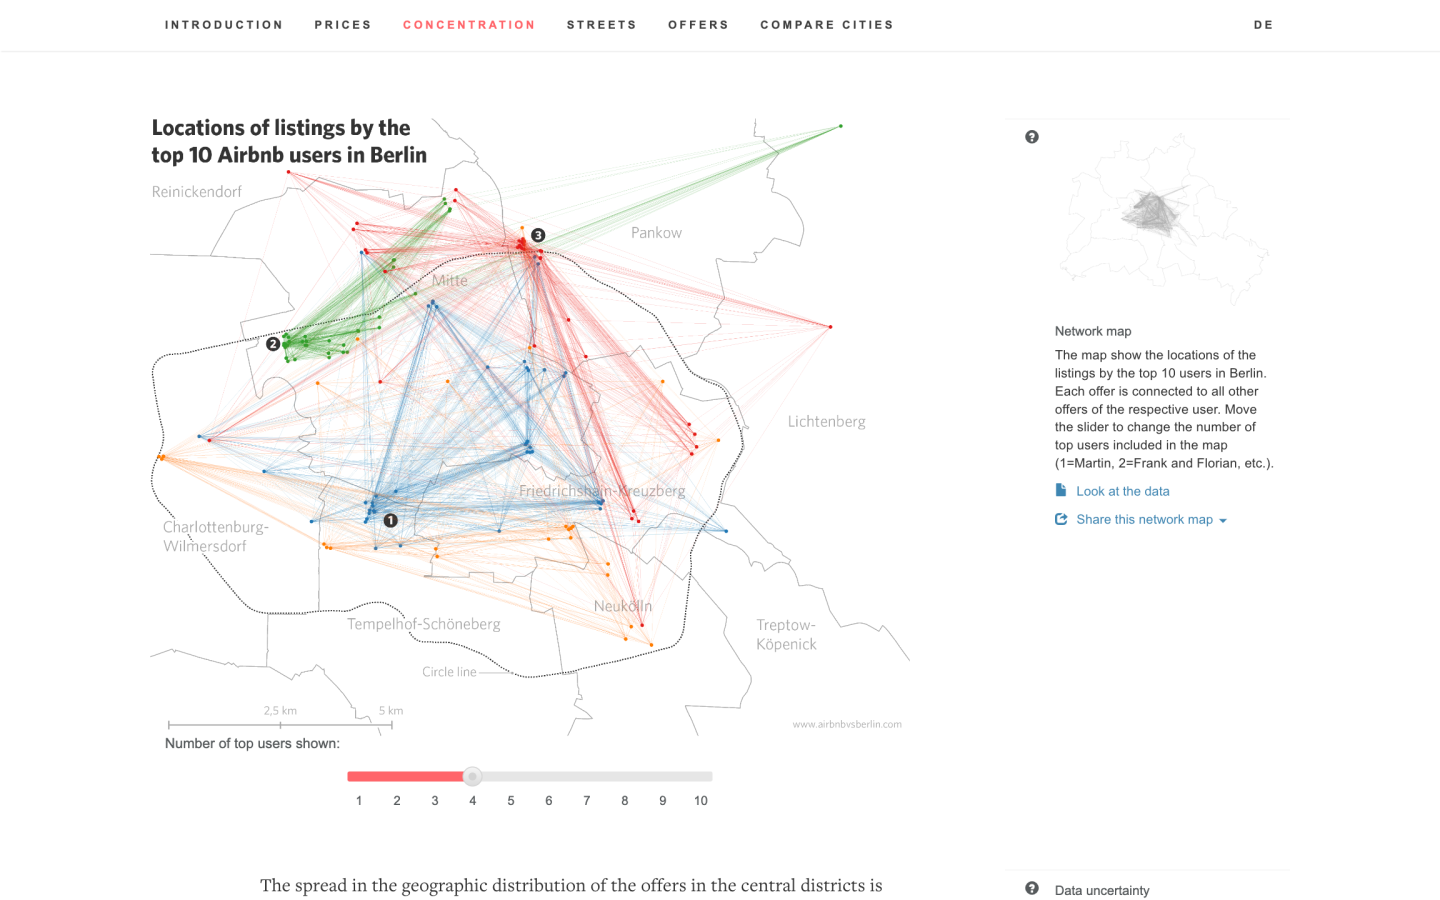 INTRODUCTION PRICES CONCENTRATION STREETS OFFERS COMPARE CITIES DE
Locations of listings by the
top 10 Airbnb users in Berlin
Reinickendorf
Pankow
3
Mitte
2
Lichtenberg
Friedrichshain-Kreuzberg
1
Charlottenburg-
Wilmersdorf
Neukölln
Tempelhof-Schöneberg
Treptow-
Köpenick
Circle line
2,5 km 5 km
www.airbnbvsberlin.com
Number of top users shown:
1 2 3 4 5 6 7 8 9 10
?
Network map
The map show the locations of the
listings by the top 10 users in Berlin.
Each offer is connected to all other
offers of the respective user. Move
the slider to change the number of
top users included in the map
(1=Martin, 2=Frank and Florian, etc.).
Look at the data
Share this network map
The spread in the geographic distribution of the offers in the central districts is
?
Data uncertainty